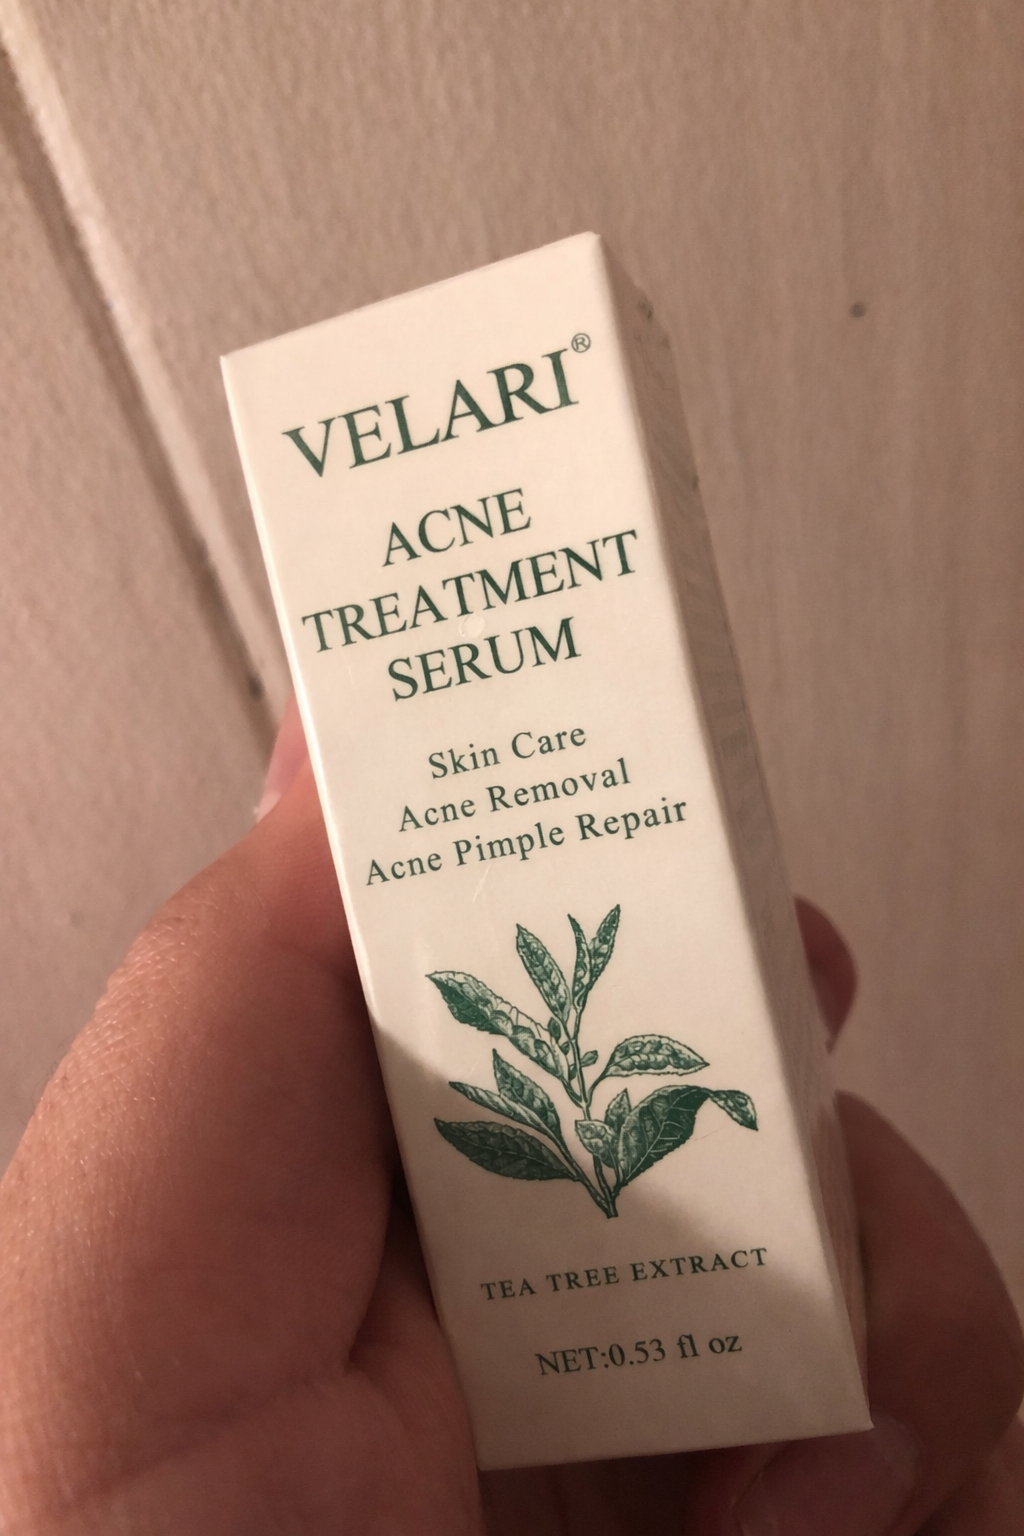 VELARI®
ACNE
TREATMENT
SERUM
Skin Care
Acne Removal
Acne Pimple Repair
TEA TREE EXTRACT
NET:0.53 fl oz